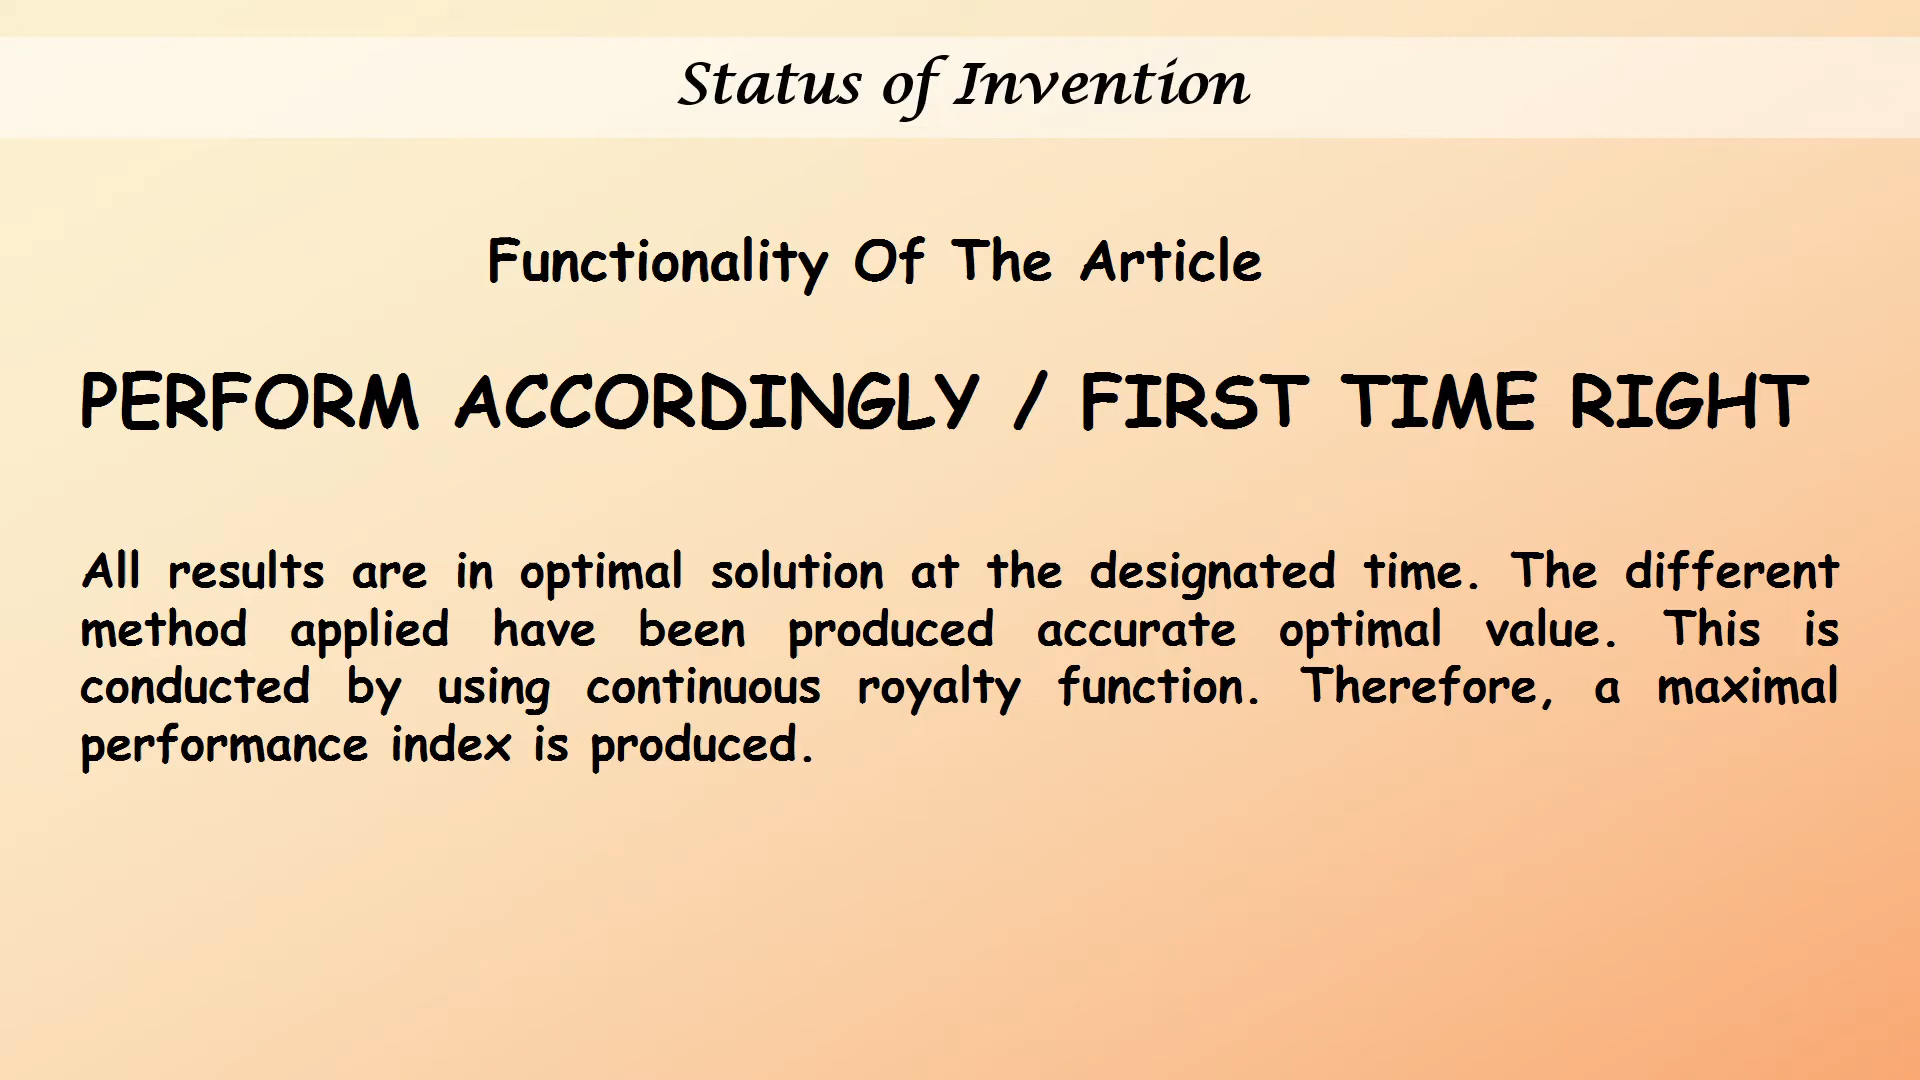 Status of Invention
Functionality Of The Article
PERFORM ACCORDINGLY / FIRST TIME RIGHT
All results are in optimal solution at the designated time. The different
method applied have been produced accurate optimal value. This is
conducted by using continuous royalty function. Therefore, a maximal
performance index is produced.